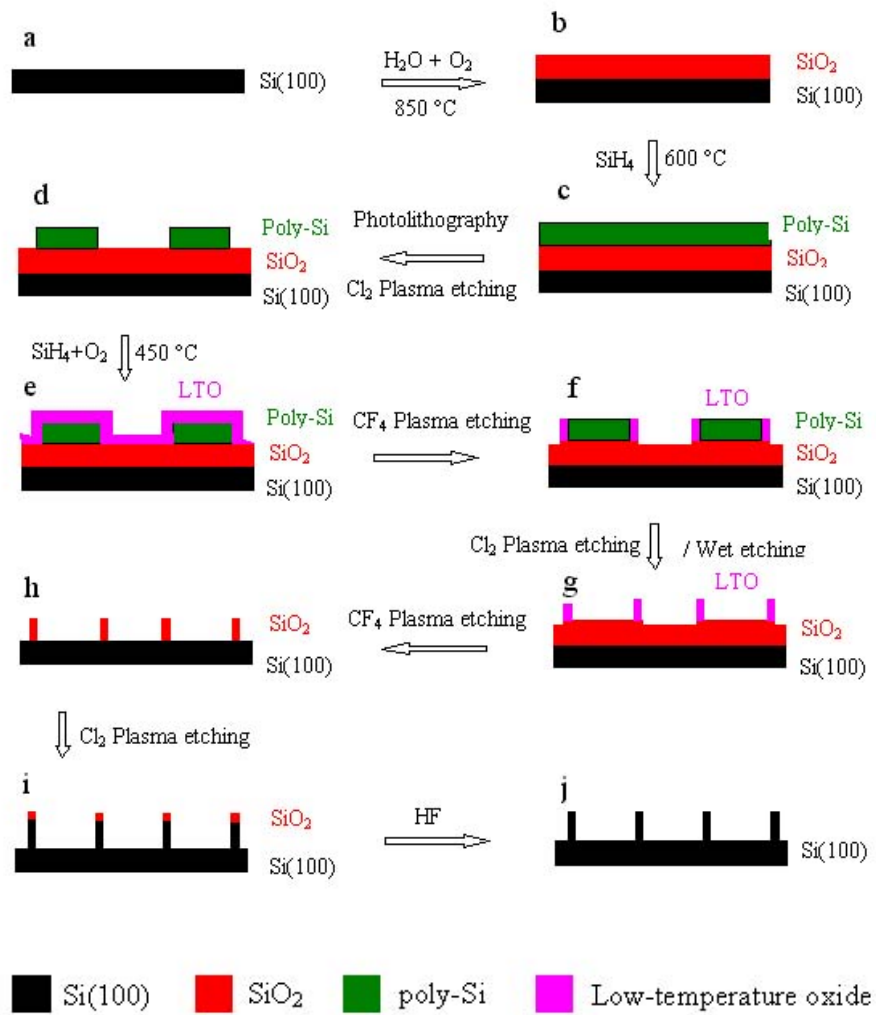 a
Si(100)
H₂O + O₂
850 °C
b
SiO₂
Si(100)
SiH₄ 600 °C
c
Poly-Si
SiO₂
Si(100)
Photolithography
Cl₂ Plasma etching
d
Poly-Si
SiO₂
Si(100)
SiH₄+O₂ 450 °C
e
LTO
Poly-Si
SiO₂
Si(100)
CF₄ Plasma etching
f
LTO
Poly-Si
SiO₂
Si(100)
Cl₂ Plasma etching / Wet etching
g
LTO
SiO₂
Si(100)
CF₄ Plasma etching
h
SiO₂
Si(100)
Cl₂ Plasma etching
i
SiO₂
Si(100)
HF
j
Si(100)
Si(100)
SiO₂
poly-Si
Low-temperature oxide